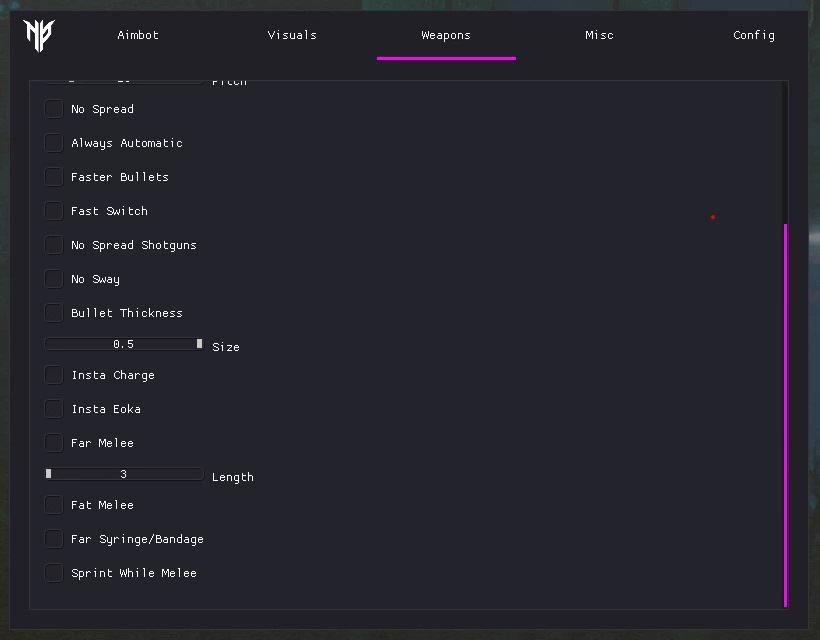 Aimbot Visuals Weapons Misc Config
Pitch
No Spread
Always Automatic
Faster Bullets
Fast Switch
No Spread Shotguns
No Sway
Bullet Thickness
0.5 Size
Insta Charge
Insta Eoka
Far Melee
3 Length
Fat Melee
Far Syringe/Bandage
Sprint While Melee